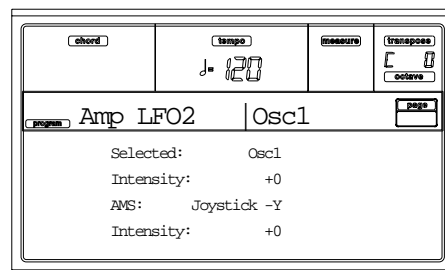 chord tempo measure transpose
♩= 120 C 0
octave
program Amp LFO2 Osc1 page
Selected: Osc1
Intensity: +0
AMS: Joystick -Y
Intensity: +0